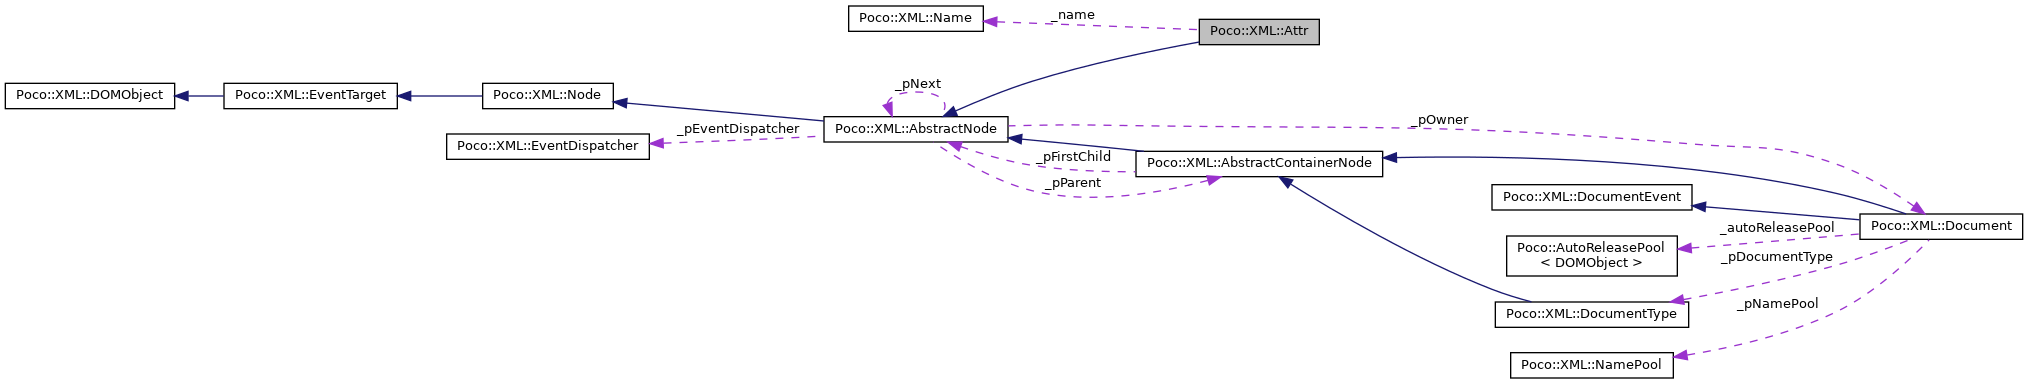 Poco::XML::Name
_name
Poco::XML::Attr
_pNext
Poco::XML::DOMObject
Poco::XML::EventTarget
Poco::XML::Node
_pEventDispatcher
Poco::XML::AbstractNode
_pOwner
Poco::XML::EventDispatcher
_pFirstChild
Poco::XML::AbstractContainerNode
_pParent
Poco::XML::DocumentEvent
_autoReleasePool
Poco::XML::Document
Poco::AutoReleasePool
< DOMObject >
_pDocumentType
_pNamePool
Poco::XML::DocumentType
Poco::XML::NamePool